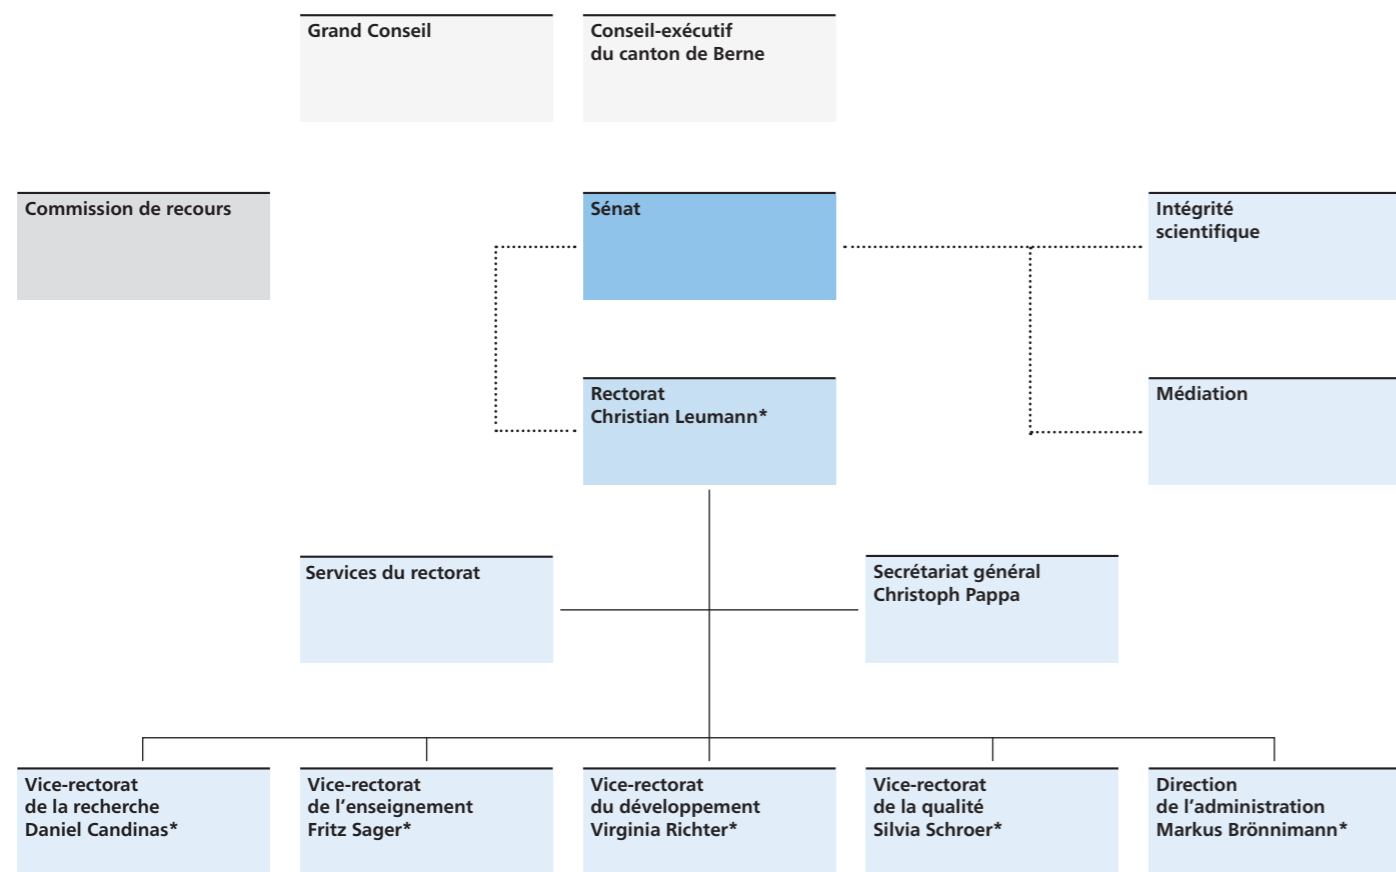 Grand Conseil
Conseil-exécutif
du canton de Berne
Commission de recours
Sénat
Intégrité
scientifique
Rectorat
Christian Leumann*
Médiation
Services du rectorat
Secrétariat général
Christoph Pappa
Vice-rectorat
de la recherche
Daniel Candinas*
Vice-rectorat
de l’enseignement
Fritz Sager*
Vice-rectorat
du développement
Virginia Richter*
Vice-rectorat
de la qualité
Silvia Schroer*
Direction
de l’administration
Markus Brönnimann*